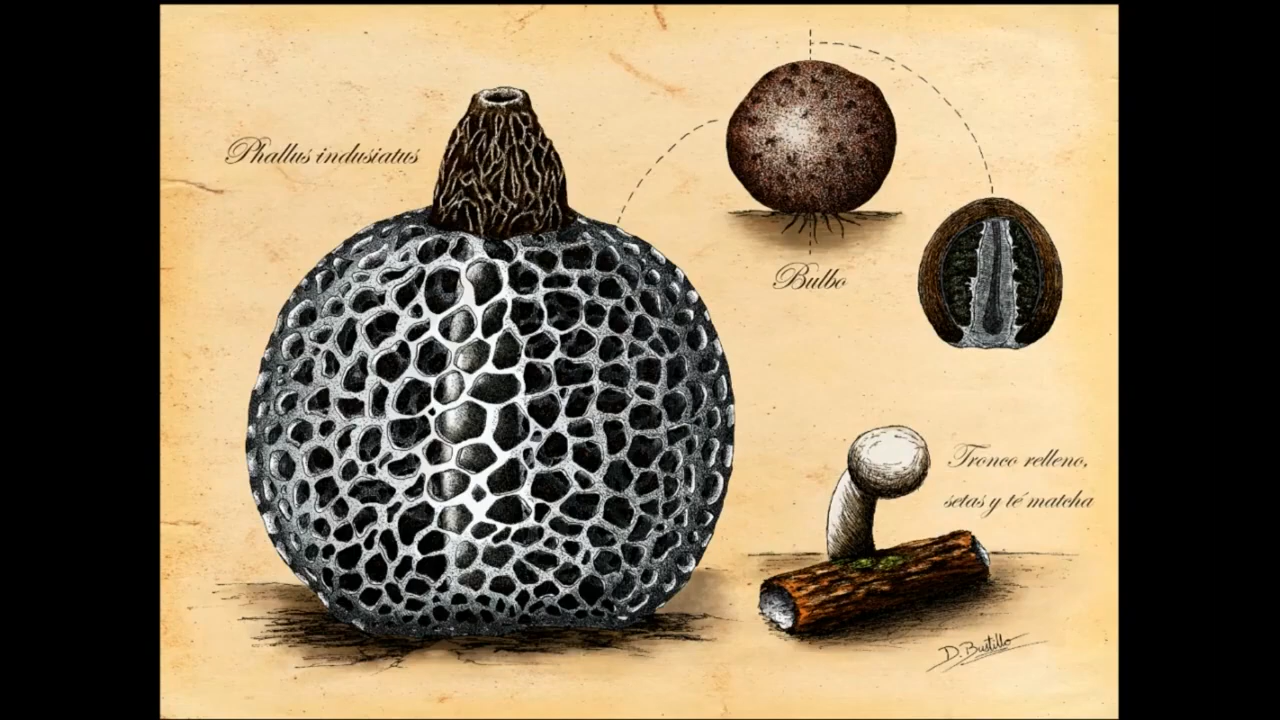 Phallus indusiatus
Bulbo
Tronco relleno,
setas y té matcha
D. Bustillo